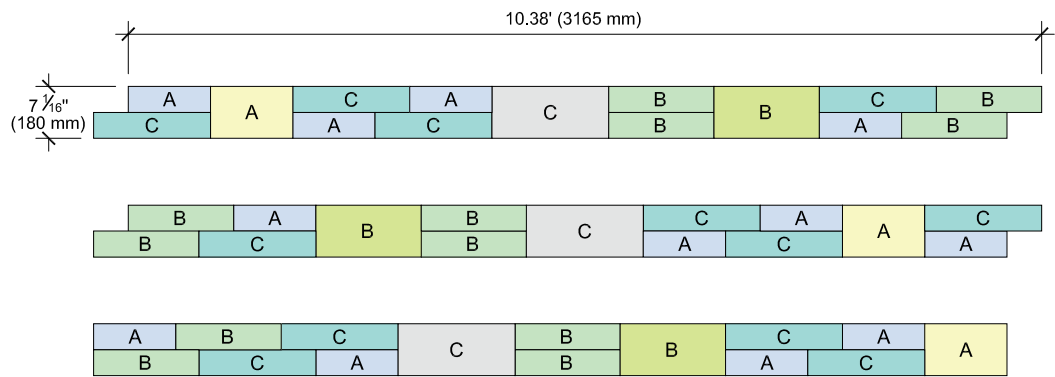 10.38' (3165 mm)
7 1⁄16"
(180 mm)
A A C A C B B C B
C A C B A B
B A B B C C A A C
B C B A C A
A B C C B B C A A
B C A B A C